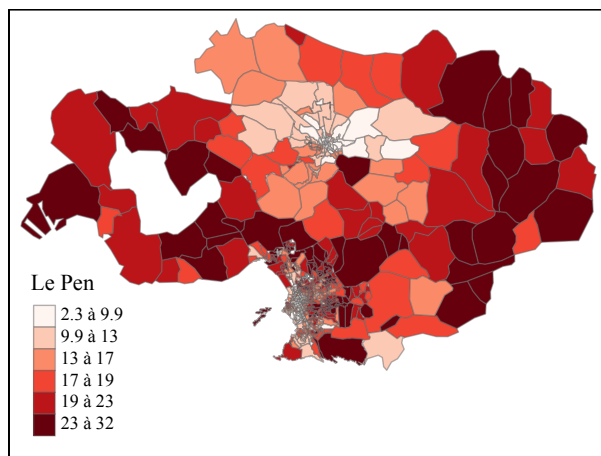 Le Pen
2.3 à 9.9
9.9 à 13
13 à 17
17 à 19
19 à 23
23 à 32